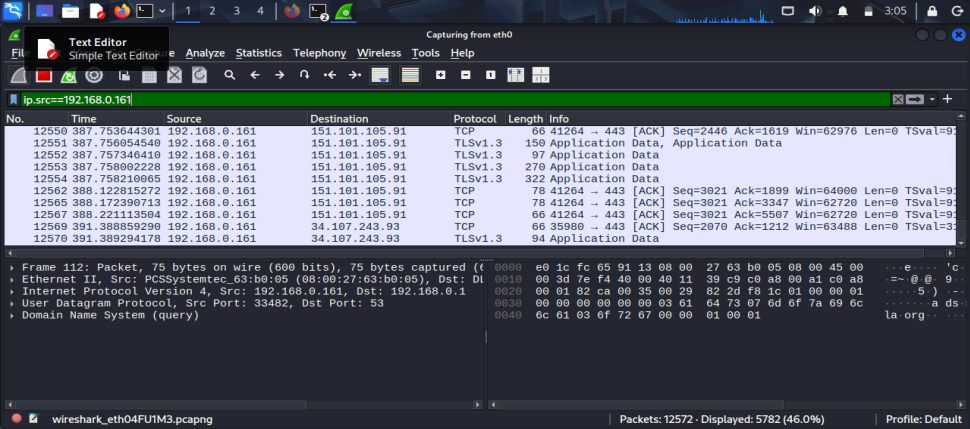 1 2 3 4 2 3:05
Capturing from eth0
Text Editor
Simple Text Editor
Analyze Statistics Telephony Wireless Tools Help
ip.src==192.168.0.161
No. Time Source Destination Protocol Length Info
12550 387.753644301 192.168.0.161 151.101.105.91 TCP 66 41264 → 443 [ACK] Seq=2446 Ack=1619 Win=62976 Len=0 TSval=91
12551 387.756054540 192.168.0.161 151.101.105.91 TLSv1.3 150 Application Data, Application Data
12552 387.757346410 192.168.0.161 151.101.105.91 TLSv1.3 97 Application Data
12553 387.758002228 192.168.0.161 151.101.105.91 TLSv1.3 270 Application Data
12554 387.758210065 192.168.0.161 151.101.105.91 TLSv1.3 322 Application Data
12562 388.122815272 192.168.0.161 151.101.105.91 TCP 78 41264 → 443 [ACK] Seq=3021 Ack=1899 Win=64000 Len=0 TSval=91
12565 388.172390713 192.168.0.161 151.101.105.91 TCP 78 41264 → 443 [ACK] Seq=3021 Ack=3347 Win=62720 Len=0 TSval=91
12567 388.221113504 192.168.0.161 151.101.105.91 TCP 66 41264 → 443 [ACK] Seq=3021 Ack=5507 Win=62720 Len=0 TSval=91
12569 391.388859290 192.168.0.161 34.107.243.93 TCP 66 35980 → 443 [ACK] Seq=2070 Ack=1212 Win=63488 Len=0 TSval=31
12570 391.389294178 192.168.0.161 34.107.243.93 TLSv1.3 94 Application Data
Frame 112: Packet, 75 bytes on wire (600 bits), 75 bytes captured (6
Ethernet II, Src: PCSSystemtec_63:b0:05 (08:00:27:63:b0:05), Dst: DL
Internet Protocol Version 4, Src: 192.168.0.161, Dst: 192.168.0.1
User Datagram Protocol, Src Port: 33482, Dst Port: 53
Domain Name System (query)
0000 e0 1c fc 65 91 13 08 00 27 63 b0 05 08 00 45 00 ···e···· 'c····E·
0010 00 3d 7e f4 40 00 40 11 39 c9 c0 a8 00 a1 c0 a8 ·=~·@·@· 9·······
0020 00 01 82 ca 00 35 00 29 82 2d f8 1c 01 00 00 01 ·····5·) ·-······
0030 00 00 00 00 00 00 03 61 64 73 07 6d 6f 7a 69 6c ·······a ds·mozil
0040 6c 61 03 6f 72 67 00 00 01 00 01 la·org·· ···
wireshark_eth04FU1M3.pcapng Packets: 12572 · Displayed: 5782 (46.0%) Profile: Default